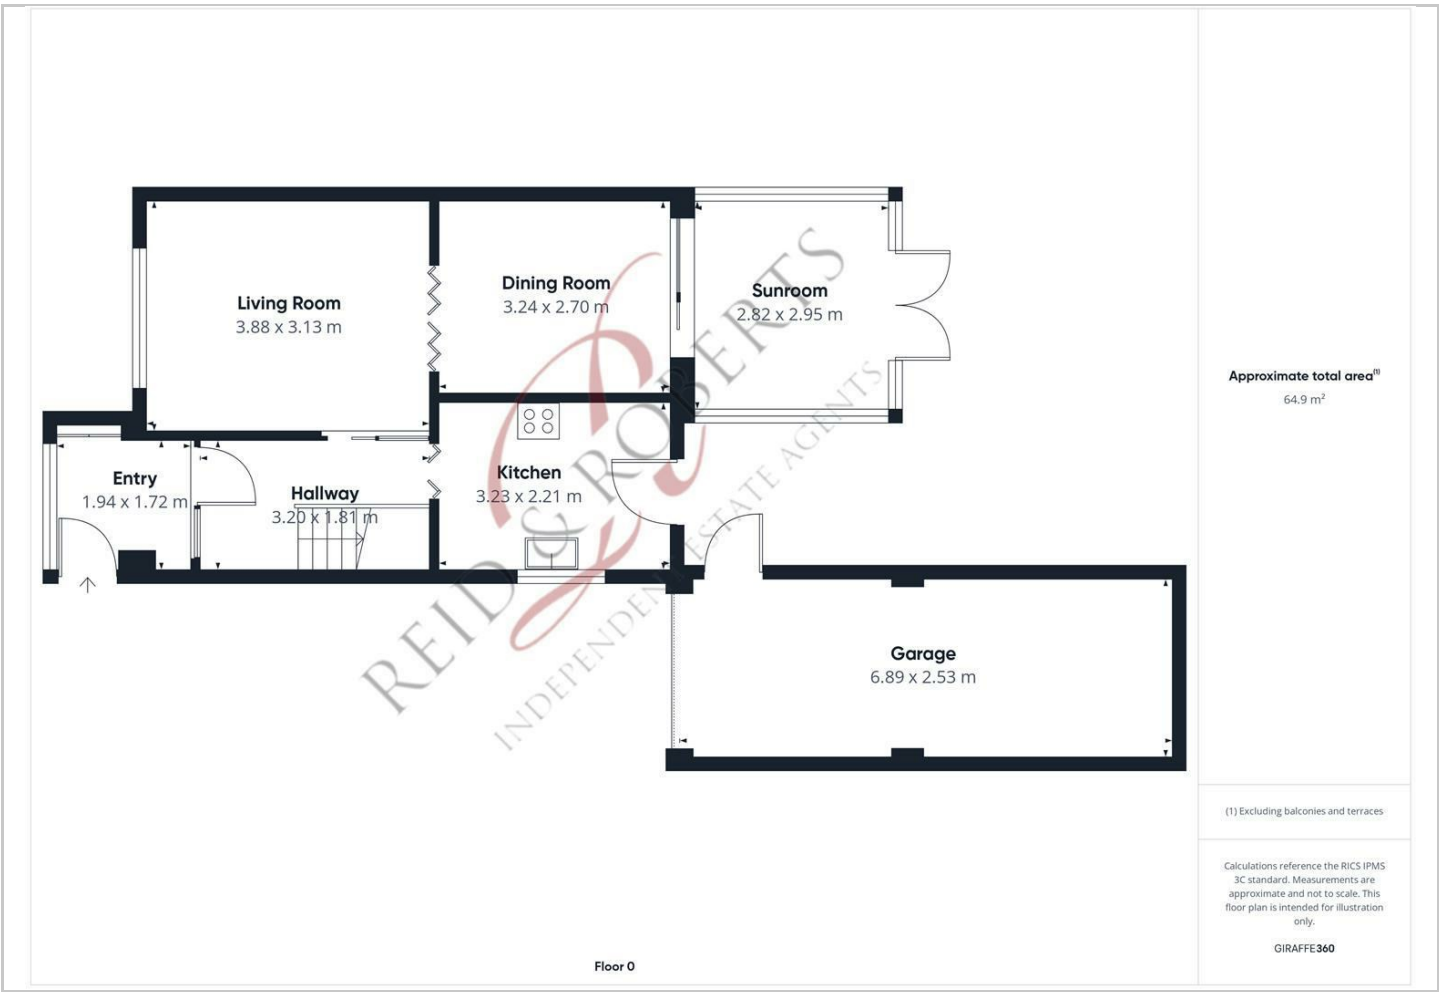 Living Room
3.88 x 3.13 m
Dining Room
3.24 x 2.70 m
Sunroom
2.82 x 2.95 m
Entry
1.94 x 1.72 m
Hallway
3.20 x 1.81 m
Kitchen
3.23 x 2.21 m
Garage
6.89 x 2.53 m
REID & ROBERTS
INDEPENDENT ESTATE AGENTS
Floor 0
Approximate total area(1)
64.9 m²
(1) Excluding balconies and terraces
Calculations reference the RICS IPMS
3C standard. Measurements are
approximate and not to scale. This
floor plan is intended for illustration
only.
GIRAFFE360